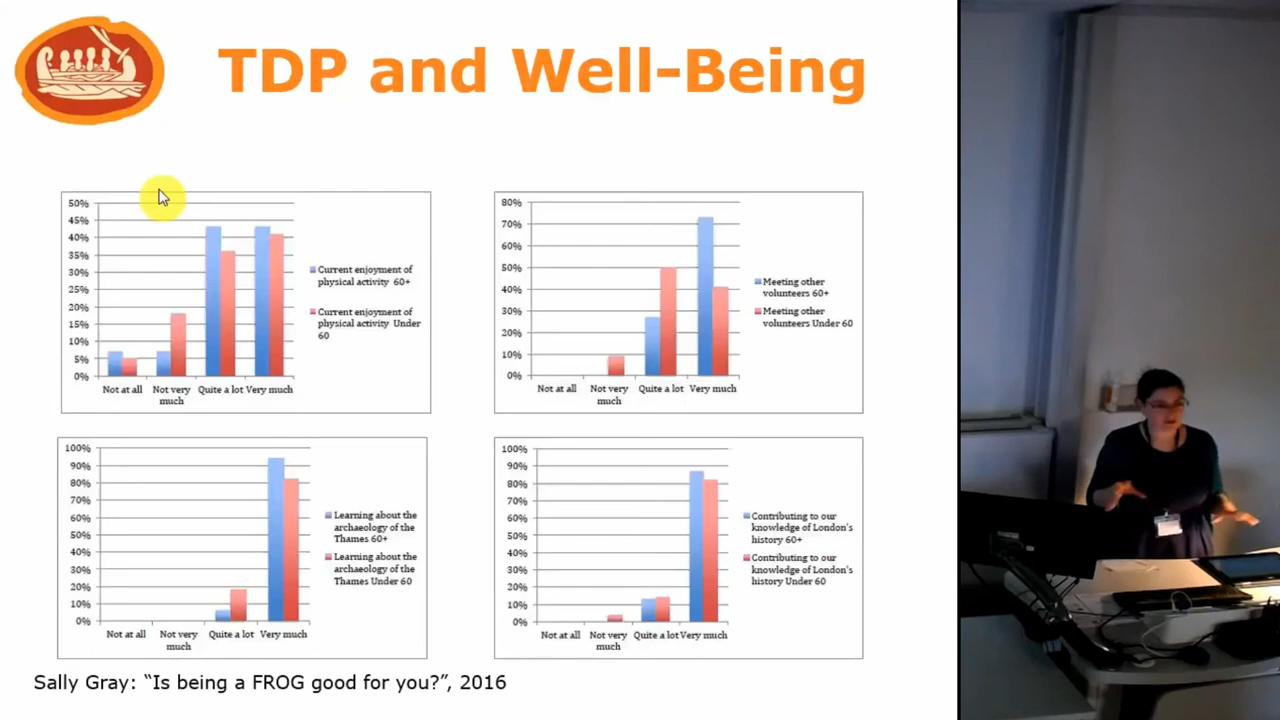 TDP and Well-Being
50%
45%
40%
35%
30%
25%
20%
15%
10%
5%
0%
Not at all
Not very
much
Quite a lot
Very much
Current enjoyment of
physical activity 60+
Current enjoyment of
physical activity Under
60
80%
70%
60%
50%
40%
30%
20%
10%
0%
Not at all
Not very
much
Quite a lot
Very much
Meeting other
volunteers 60+
Meeting other
volunteers Under 60
100%
90%
80%
70%
60%
50%
40%
30%
20%
10%
0%
Not at all
Not very
much
Quite a lot
Very much
Learning about the
archaeology of the
Thames 60+
Learning about the
archaeology of the
Thames Under 60
100%
90%
80%
70%
60%
50%
40%
30%
20%
10%
0%
Not at all
Not very
much
Quite a lot
Very much
Contributing to our
knowledge of London's
history 60+
Contributing to our
knowledge of London's
history Under 60
Sally Gray: “Is being a FROG good for you?”, 2016